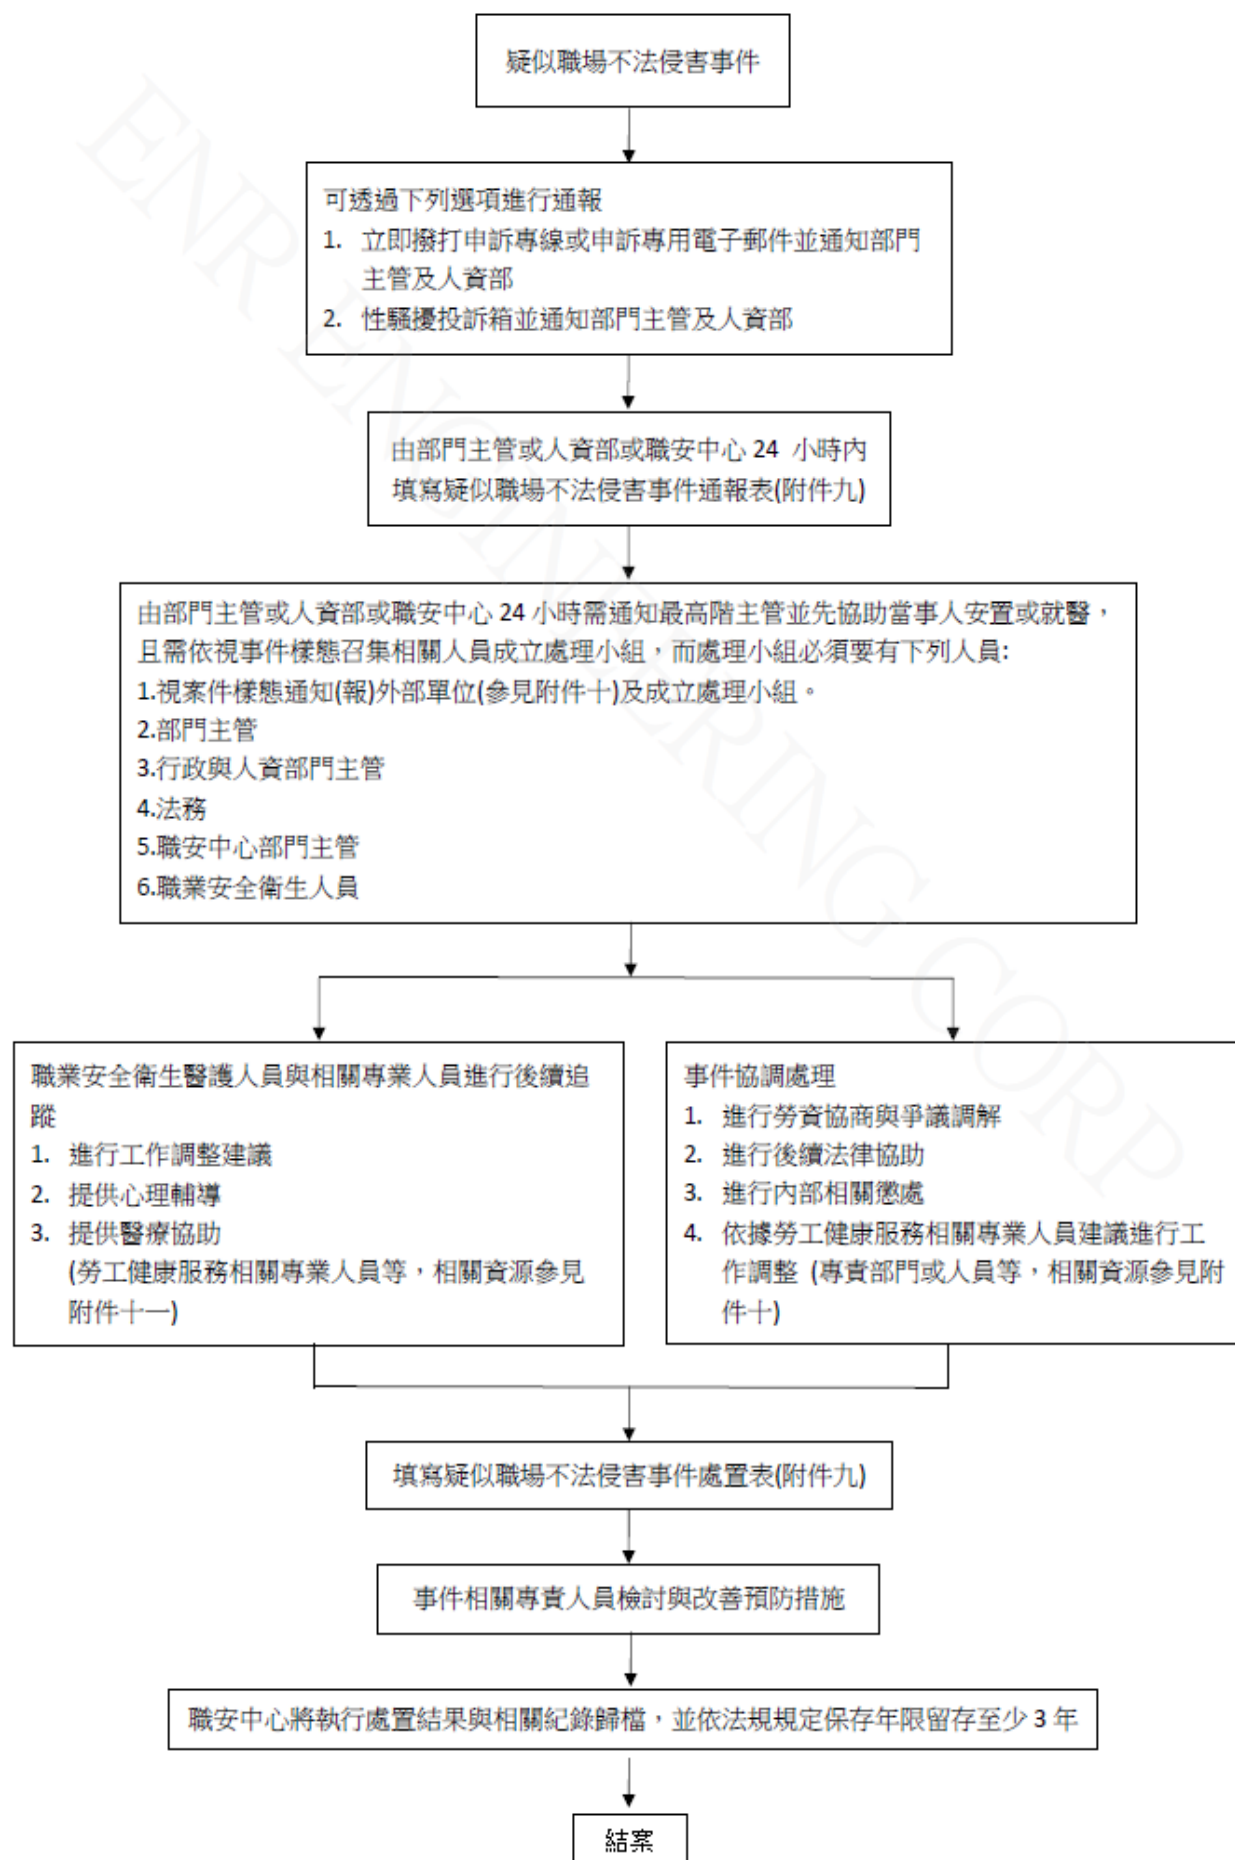 疑似職場不法侵害事件
可透過下列選項進行通報
1. 立即撥打申訴專線或申訴專用電子郵件並通知部門
主管及人資部
2. 性騷擾投訴箱並通知部門主管及人資部
由部門主管或人資部或職安中心 24 小時內
填寫疑似職場不法侵害事件通報表(附件九)
由部門主管或人資部或職安中心 24 小時需通知最高階主管並先協助當事人安置或就醫，
且需依視事件樣態召集相關人員成立處理小組，而處理小組必須要有下列人員:
1.視案件樣態通知(報)外部單位(參見附件十)及成立處理小組。
2.部門主管
3.行政與人資部門主管
4.法務
5.職安中心部門主管
6.職業安全衛生人員
職業安全衛生醫護人員與相關專業人員進行後續追
蹤
1. 進行工作調整建議
2. 提供心理輔導
3. 提供醫療協助
(勞工健康服務相關專業人員等，相關資源參見
附件十一)
事件協調處理
1. 進行勞資協商與爭議調解
2. 進行後續法律協助
3. 進行內部相關懲處
4. 依據勞工健康服務相關專業人員建議進行工
作調整 (專責部門或人員等，相關資源參見附
件十)
填寫疑似職場不法侵害事件處置表(附件九)
事件相關專責人員檢討與改善預防措施
職安中心將執行處置結果與相關紀錄歸檔，並依法規規定保存年限留存至少 3 年
結案
ENR ENGINEERING CORP